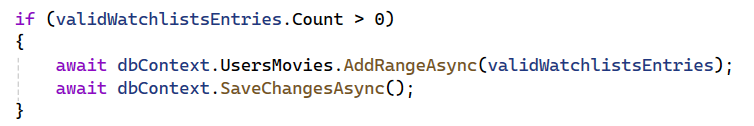 if (validWatchlistsEntries.Count > 0)
{
    await dbContext.UsersMovies.AddRangeAsync(validWatchlistsEntries);
    await dbContext.SaveChangesAsync();
}